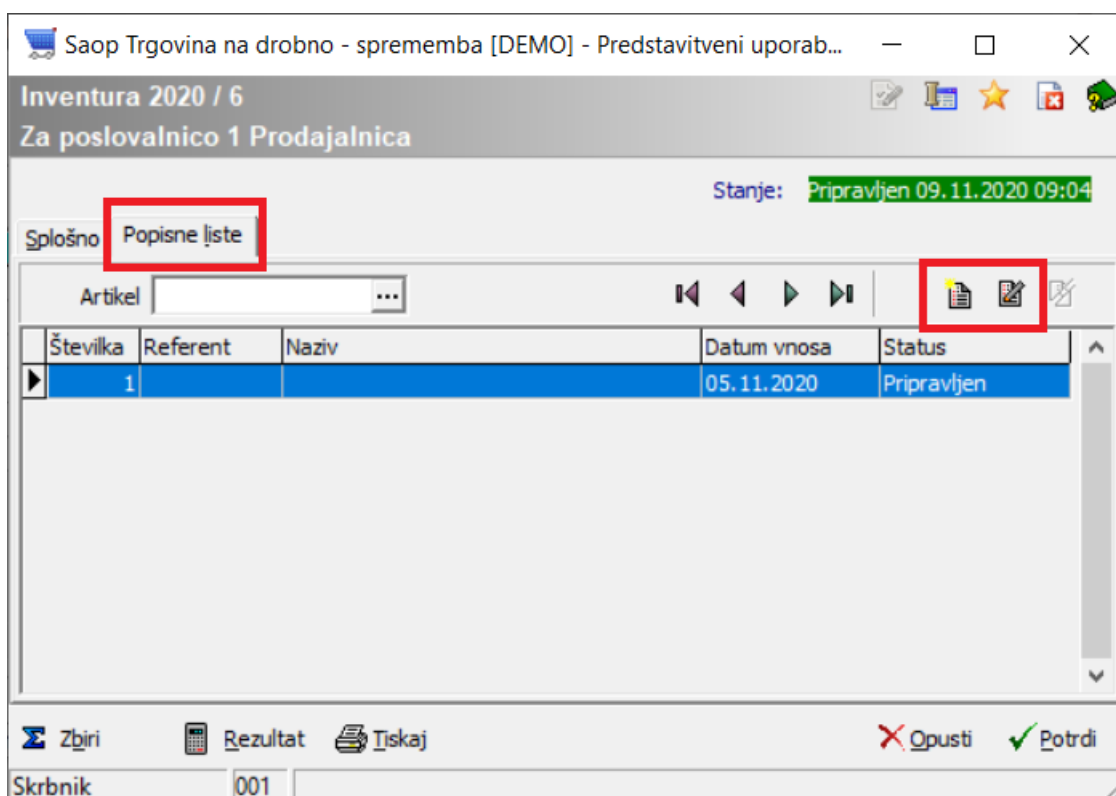 Saop Trgovina na drobno - sprememba [DEMO] - Predstavitveni uporab...
Inventura 2020 / 6
Za poslovalnico 1 Prodajalnica
Stanje: Pripravljen 09.11.2020 09:04
Splošno Popisne liste
Artikel ...
Številka Referent Naziv Datum vnosa Status
1 05.11.2020 Pripravljen
Zbiri Rezultat Tiskaj Opusti Potrdi
Skrbnik 001